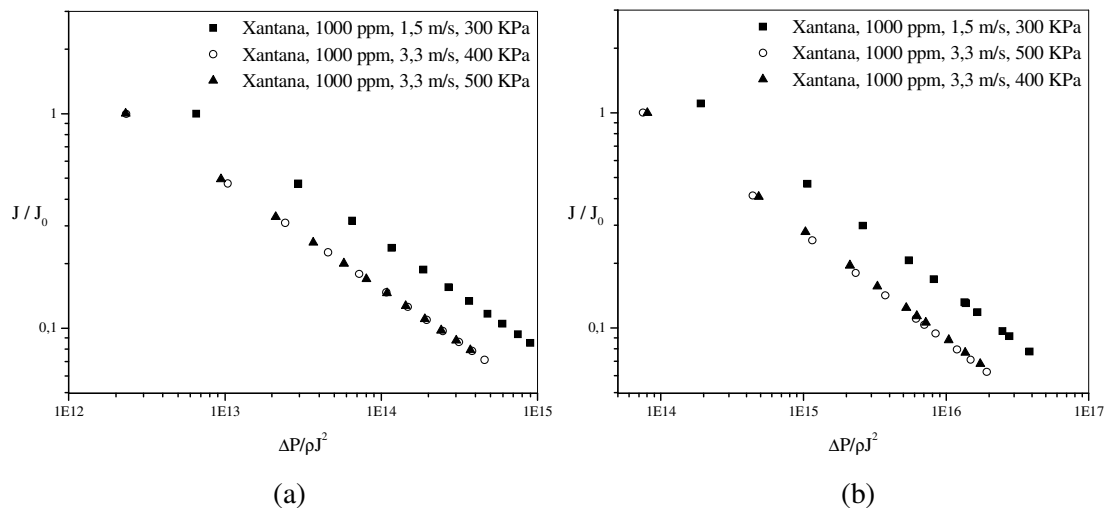 Xantana, 1000 ppm, 1,5 m/s, 300 KPa
Xantana, 1000 ppm, 3,3 m/s, 400 KPa
Xantana, 1000 ppm, 3,3 m/s, 500 KPa
1
J / J₀
0,1
1E12 1E13 1E14 1E15
ΔP/ρJ²
(a)
Xantana, 1000 ppm, 1,5 m/s, 300 KPa
Xantana, 1000 ppm, 3,3 m/s, 500 KPa
Xantana, 1000 ppm, 3,3 m/s, 400 KPa
1
J / J₀
0,1
1E14 1E15 1E16 1E17
ΔP/ρJ²
(b)